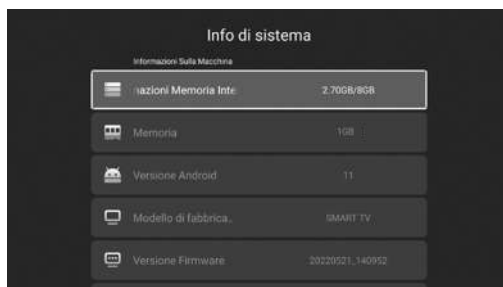 Info di sistema
Informazioni Sulla Macchina
nazioni Memoria Inte 2.70GB/8GB
Memoria 1GB
Versione Android 11
Modello di fabbrica.. SMART TV
Versione Firmware 20220521_140952